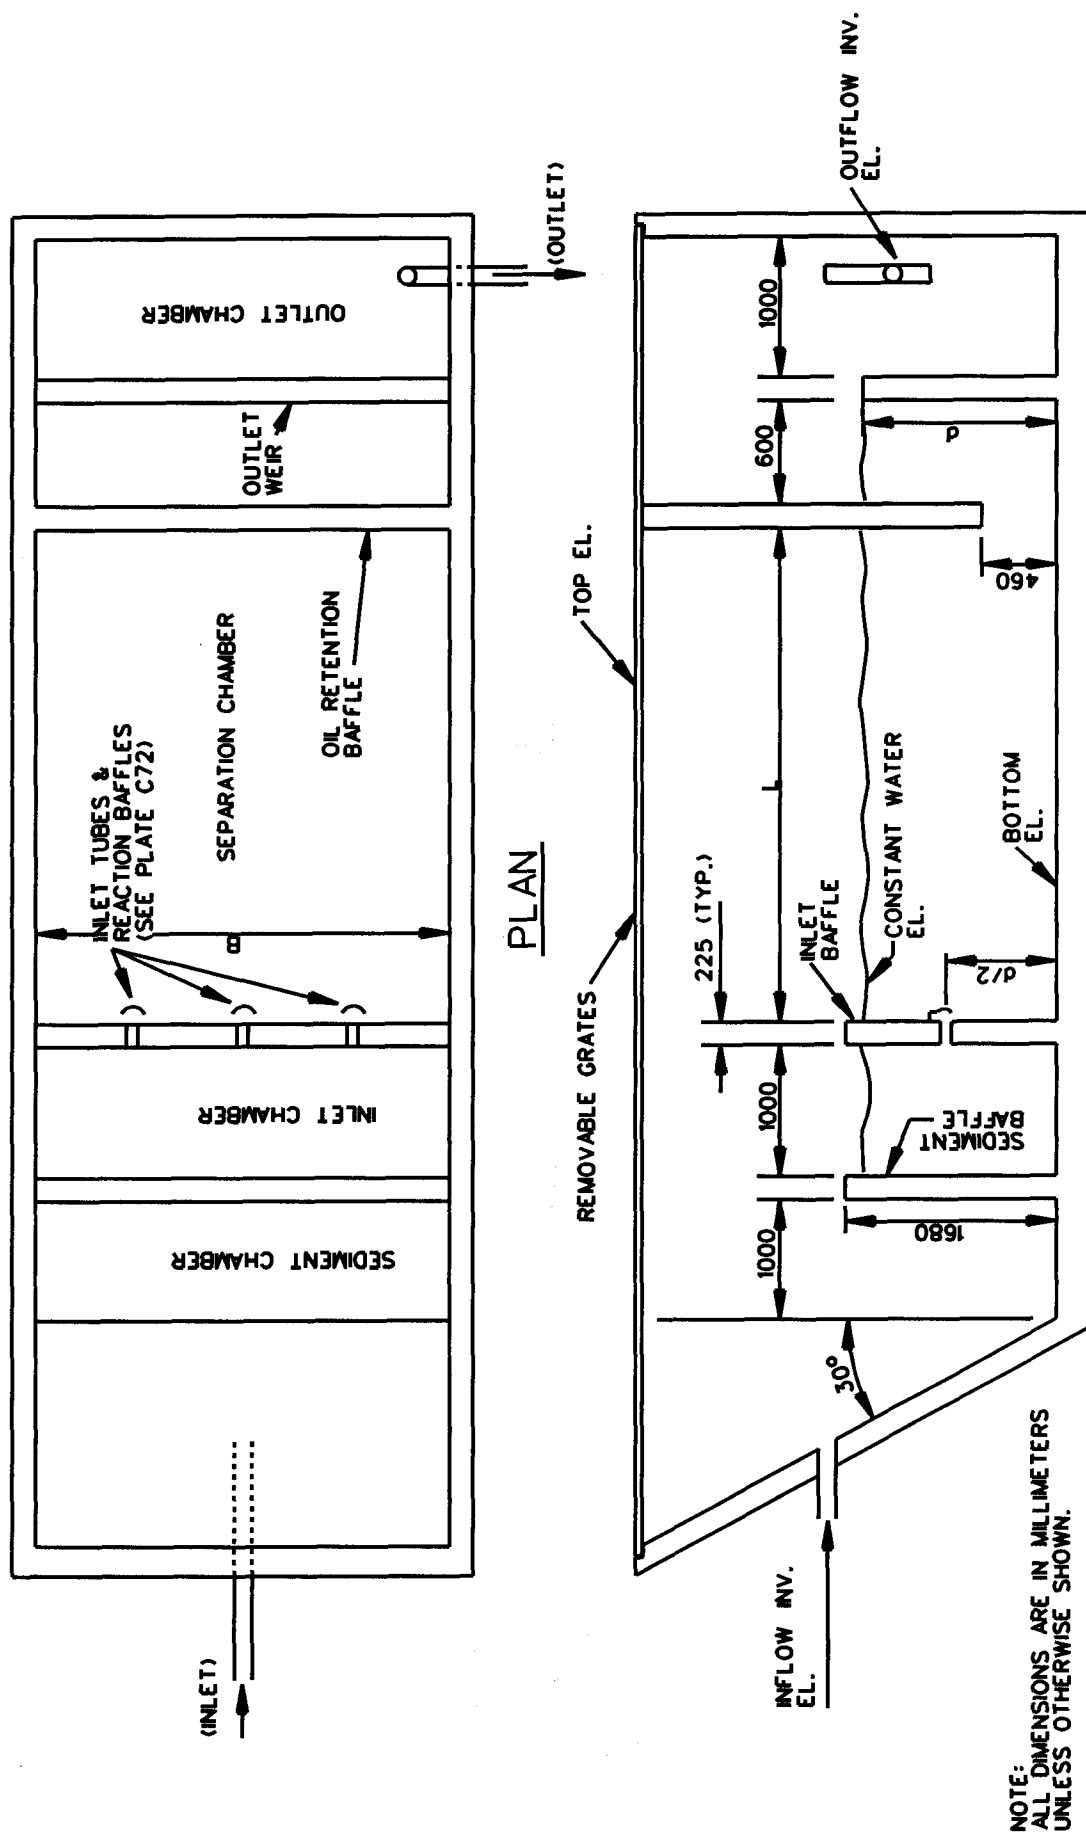 (INLET)
SEDIMENT CHAMBER
INLET CHAMBER
INLET TUBES &
REACTION BAFFLES
(SEE PLATE C72)
B
SEPARATION CHAMBER
OIL RETENTION
BAFFLE
OUTLET
WEIR
OUTLET CHAMBER
(OUTLET)
PLAN
REMOVABLE GRATES
TOP EL.
INFLOW INV.
EL.
30°
1000
1680
SEDIMENT
BAFFLE
1000
225 (TYP.)
INLET
BAFFLE
d/2
CONSTANT WATER
EL.
L
BOTTOM
EL.
460
600
d
1000
OUTFLOW INV.
EL.
NOTE:
ALL DIMENSIONS ARE IN MILLIMETERS
UNLESS OTHERWISE SHOWN.